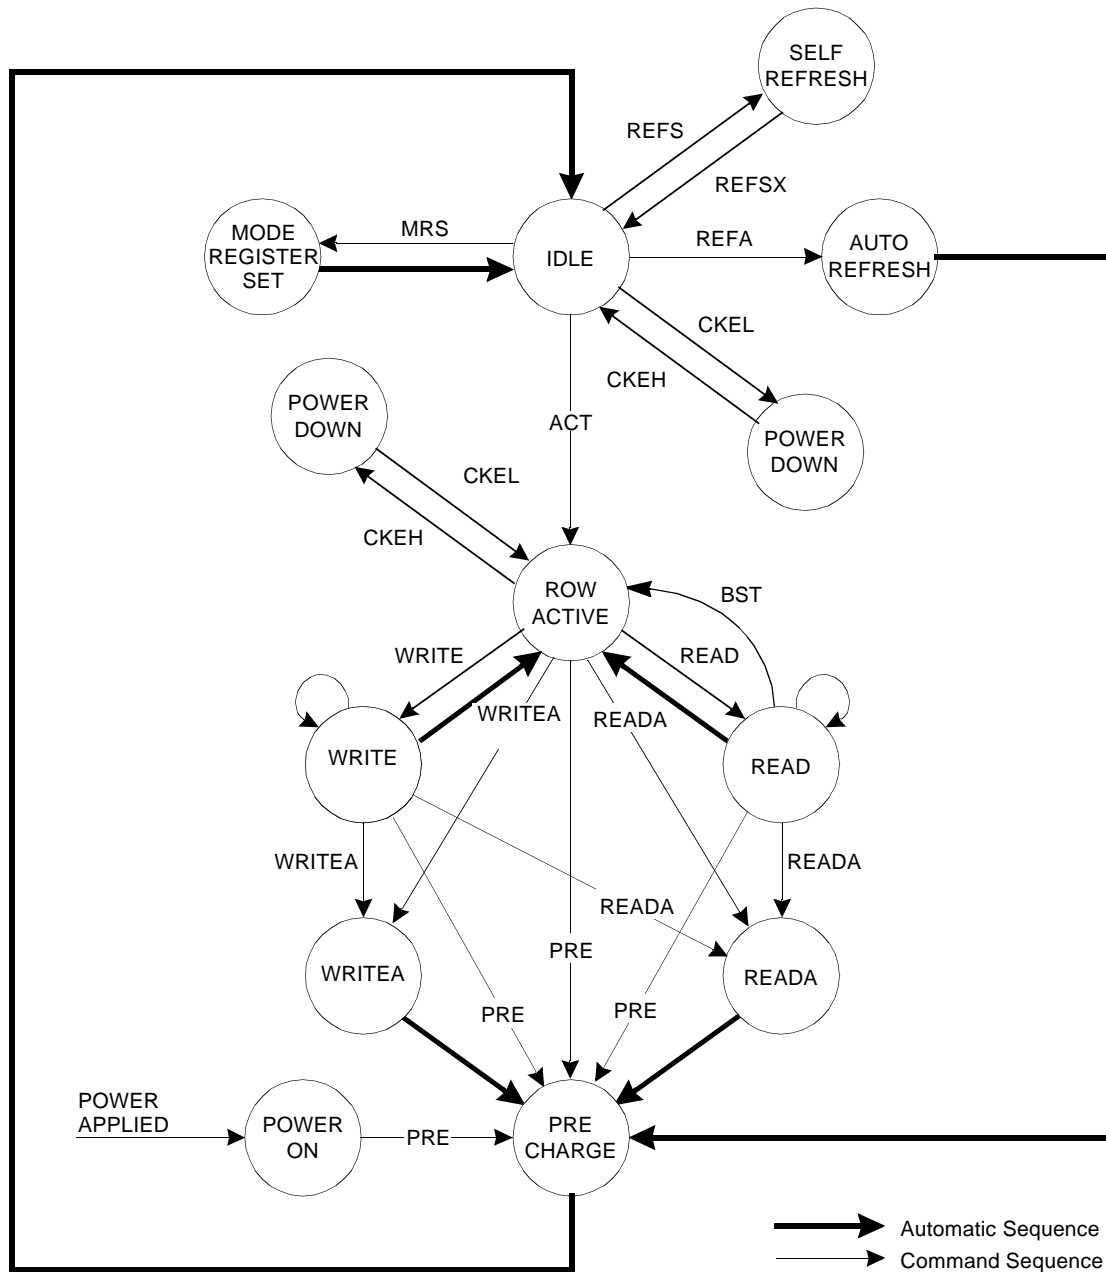 SELF
REFRESH
REFS
REFSX
MODE
REGISTER
SET
MRS
IDLE
REFA
AUTO
REFRESH
CKEL
CKEH
POWER
DOWN
POWER
DOWN
ACT
CKEL
CKEH
ROW
ACTIVE
BST
WRITE
READ
WRITEA
READA
WRITE
READ
WRITEA
READA
READA
PRE
WRITEA
READA
PRE
PRE
POWER
APPLIED
POWER
ON
PRE
PRE
CHARGE
Automatic Sequence
Command Sequence